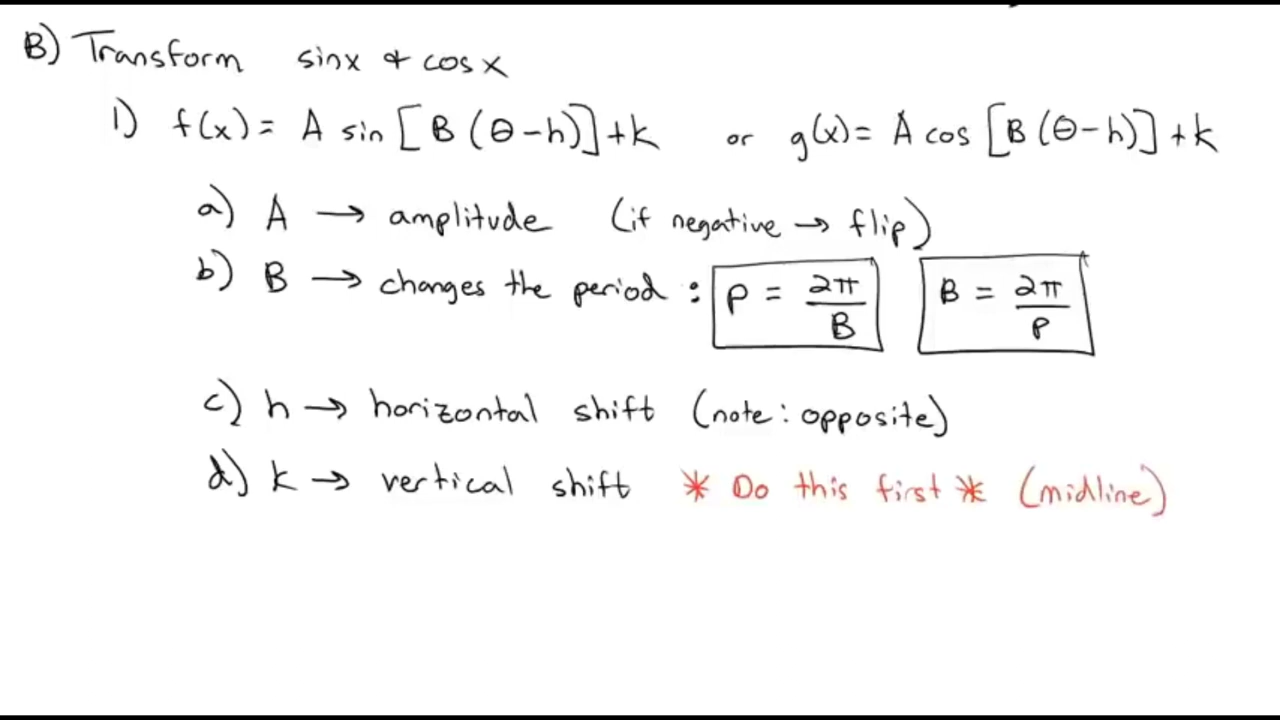 B) Transform sinx & cosx
1) f(x) = A sin [B (θ-h)] + k or g(x) = A cos [B (θ-h)] + k
a) A → amplitude (if negative → flip)
b) B → changes the period : P = 2π/B B = 2π/P
c) h → horizontal shift (note: opposite)
d) k → vertical shift * Do this first * (midline)